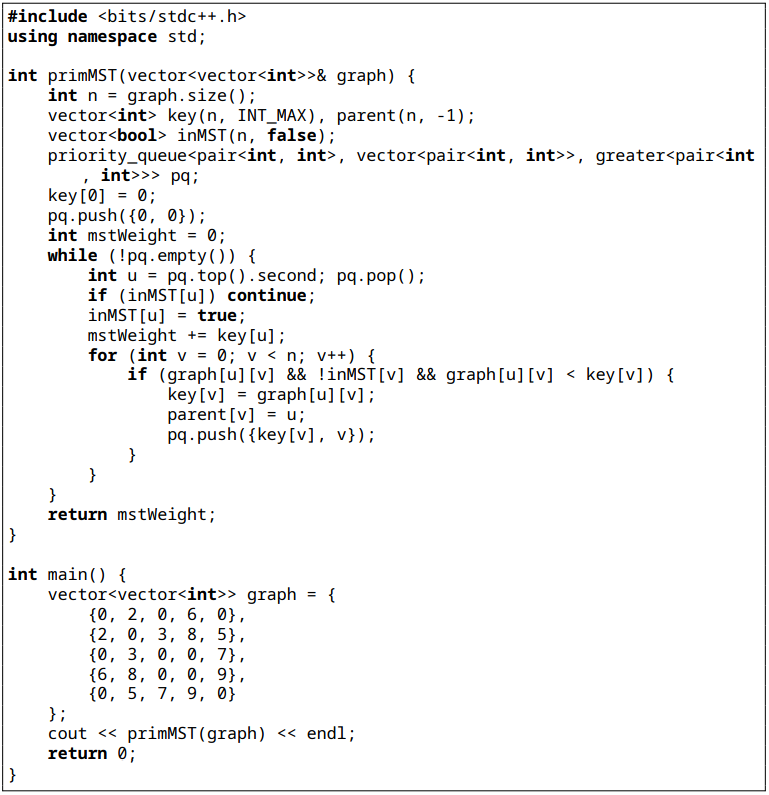 #include <bits/stdc++.h>
using namespace std;

int primMST(vector<vector<int>>& graph) {
    int n = graph.size();
    vector<int> key(n, INT_MAX), parent(n, -1);
    vector<bool> inMST(n, false);
    priority_queue<pair<int, int>, vector<pair<int, int>>, greater<pair<int
        , int>>> pq;
    key[0] = 0;
    pq.push({0, 0});
    int mstWeight = 0;
    while (!pq.empty()) {
        int u = pq.top().second; pq.pop();
        if (inMST[u]) continue;
        inMST[u] = true;
        mstWeight += key[u];
        for (int v = 0; v < n; v++) {
            if (graph[u][v] && !inMST[v] && graph[u][v] < key[v]) {
                key[v] = graph[u][v];
                parent[v] = u;
                pq.push({key[v], v});
            }
        }
    }
    return mstWeight;
}

int main() {
    vector<vector<int>> graph = {
        {0, 2, 0, 6, 0},
        {2, 0, 3, 8, 5},
        {0, 3, 0, 0, 7},
        {6, 8, 0, 0, 9},
        {0, 5, 7, 9, 0}
    };
    cout << primMST(graph) << endl;
    return 0;
}